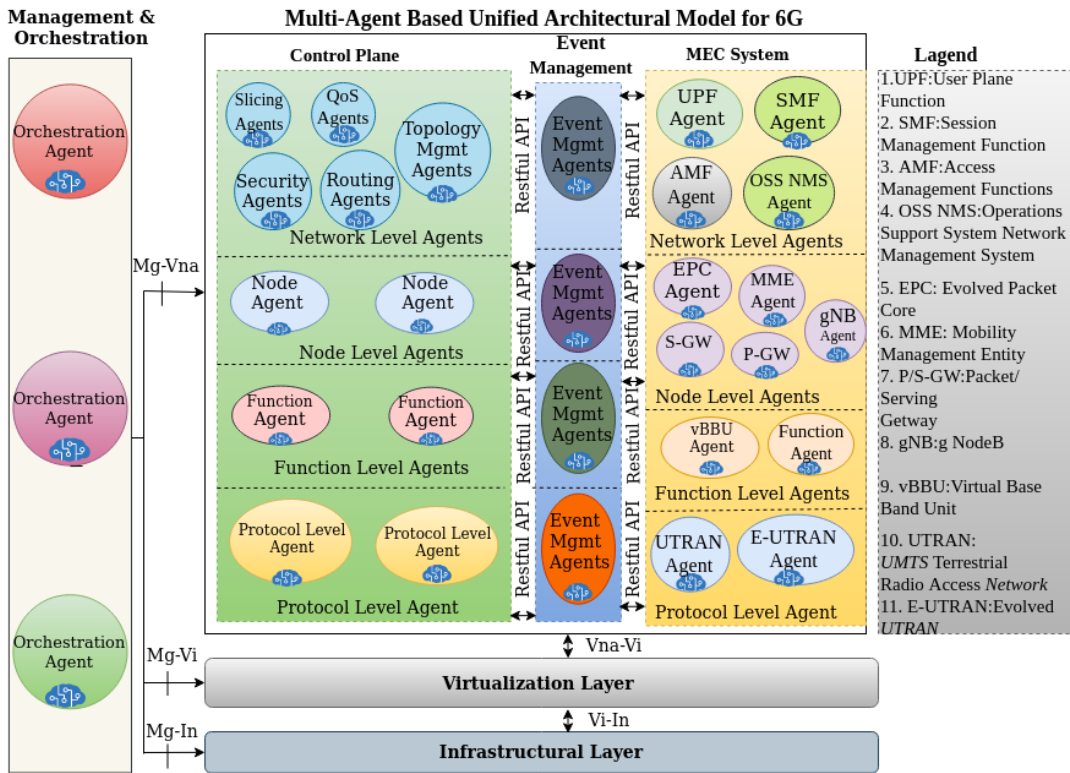 Management &
Orchestration
Multi-Agent Based Unified Architectural Model for 6G
Orchestration
Agent
Orchestration
Agent
Orchestration
Agent
Mg-Vna
Mg-Vi
Mg-In
Control Plane
Slicing
Agents
QoS
Agents
Topology
Mgmt
Agents
Security
Agents
Routing
Agents
Network Level Agents
Node
Agent
Node
Agent
Node Level Agents
Function
Agent
Function
Agent
Function Level Agents
Protocol Level
Agent
Protocol Level
Agent
Protocol Level Agent
Restful API
Restful API
Restful API
Restful API
Event
Management
Event
Mgmt
Agents
Event
Mgmt
Agents
Event
Mgmt
Agents
Event
Mgmt
Agents
Restful API
Restful API
Restful API
Restful API
MEC System
UPF
Agent
SMF
Agent
AMF
Agent
OSS NMS
Agent
Network Level Agents
EPC
Agent
MME
Agent
gNB
Agent
S-GW
P-GW
Node Level Agents
vBBU
Agent
Function
Agent
Function Level Agents
UTRAN
Agent
E-UTRAN
Agent
Protocol Level Agent
Lagend
1.UPF:User Plane
Function
2. SMF:Session
Management Function
3. AMF:Access
Management Functions
4. OSS NMS:Operations
Support System Network
Management System
5. EPC: Evolved Packet
Core
6. MME: Mobility
Management Entity
7. P/S-GW:Packet/
Serving
Getway
8. gNB:g NodeB
9. vBBU:Virtual Base
Band Unit
10. UTRAN:
UMTS Terrestrial
Radio Access Network
11. E-UTRAN:Evolved
UTRAN
Vna-Vi
Virtualization Layer
Vi-In
Infrastructural Layer